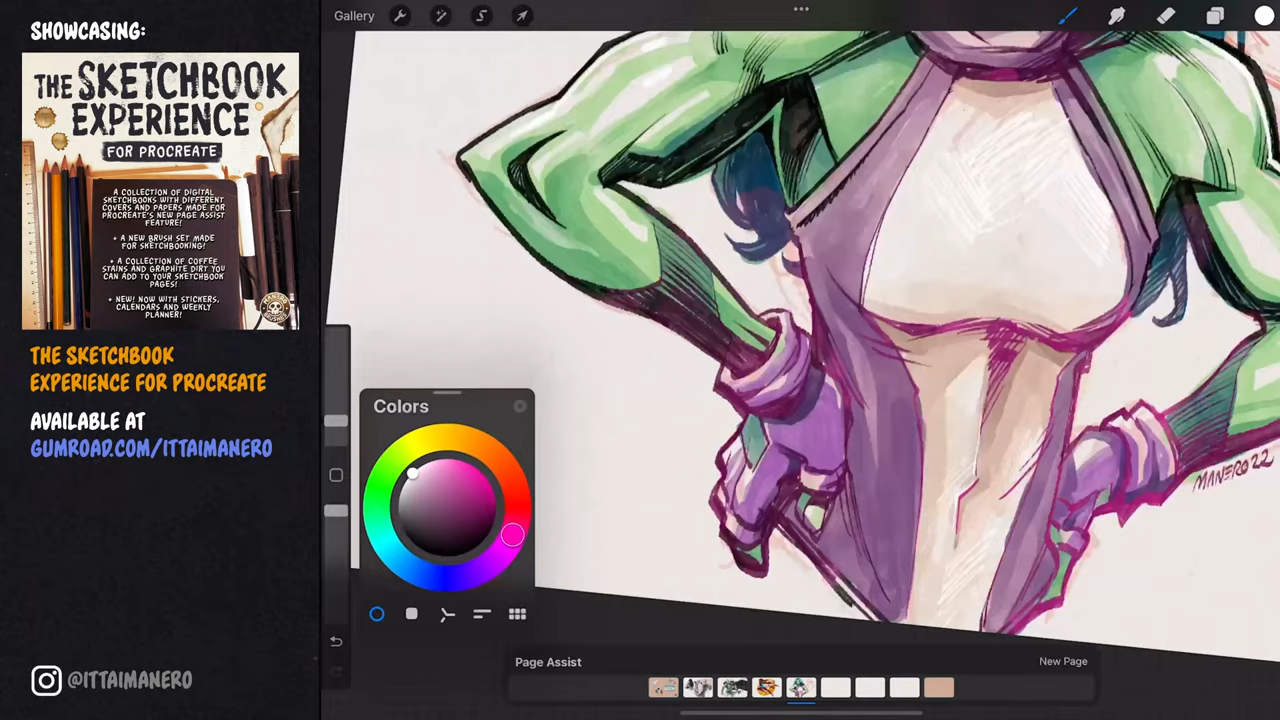 SHOWCASING:
THE SKETCHBOOK
EXPERIENCE
FOR PROCREATE
A COLLECTION OF DIGITAL
SKETCHBOOKS WITH DIFFERENT
COVERS AND PAPERS MADE FOR
PROCREATE'S NEW PAGE ASSIST
FEATURE!
+ A NEW BRUSH SET MADE
FOR SKETCHBOOKING!
+ A COLLECTION OF COFFEE
STAINS AND GRAPHITE DIRT YOU
CAN ADD TO YOUR SKETCHBOOK
PAGES!
+ NEW! NOW WITH STICKERS,
CALENDARS AND WEEKLY
PLANNER!
THE SKETCHBOOK
EXPERIENCE FOR PROCREATE
AVAILABLE AT
GUMROAD.COM/ITTAIMANERO
@ITTAIMANERO
Gallery
Colors
MANERO 22
Page Assist
New Page